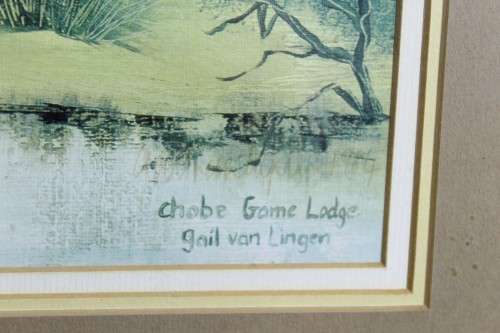 chobe Game Lodge
gail van Lingen